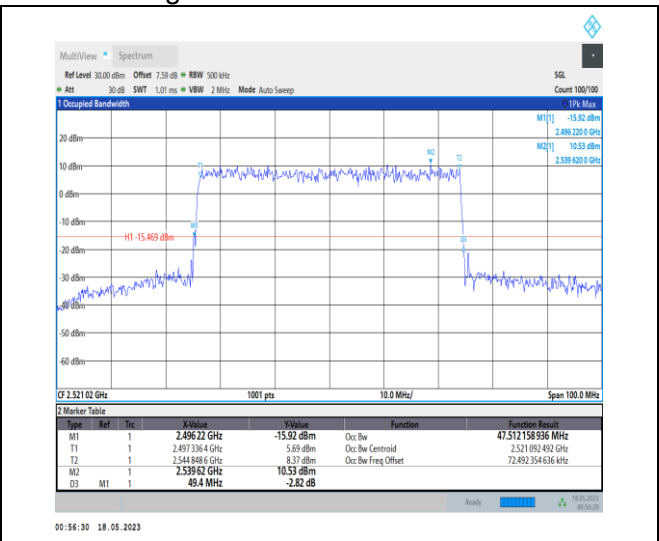 MultiView Spectrum
Ref Level 30.00 dBm Offset 7.59 dB RBW 500 kHz SGL
Att 30 dB SWT 1.01 ms VBW 2 MHz Mode Auto Sweep Count 100/100
1 Occupied Bandwidth 1Pk Max
M1[1] -15.92 dBm
2.496 220 0 GHz
M2[1] 10.53 dBm
2.539 620 0 GHz
20 dBm
M2
T2
T1
10 dBm
0 dBm
-10 dBm
M1
H1 -15.469 dBm
D3
-20 dBm
-30 dBm
-40 dBm
-50 dBm
-60 dBm
CF 2.521 02 GHz 1001 pts 10.0 MHz/ Span 100.0 MHz
2 Marker Table
Type Ref Trc X-Value Y-Value Function Function Result
M1 1 2.496 22 GHz -15.92 dBm Occ Bw 47.512 158 936 MHz
T1 1 2.497 336 4 GHz 5.69 dBm Occ Bw Centroid 2.521 092 492 GHz
T2 1 2.544 848 6 GHz 8.37 dBm Occ Bw Freq Offset 72.492 354 636 kHz
M2 1 2.539 62 GHz 10.53 dBm
D3 M1 1 49.4 MHz -2.82 dB
Ready 18.05.2023
00:56:29
00:56:30 18.05.2023